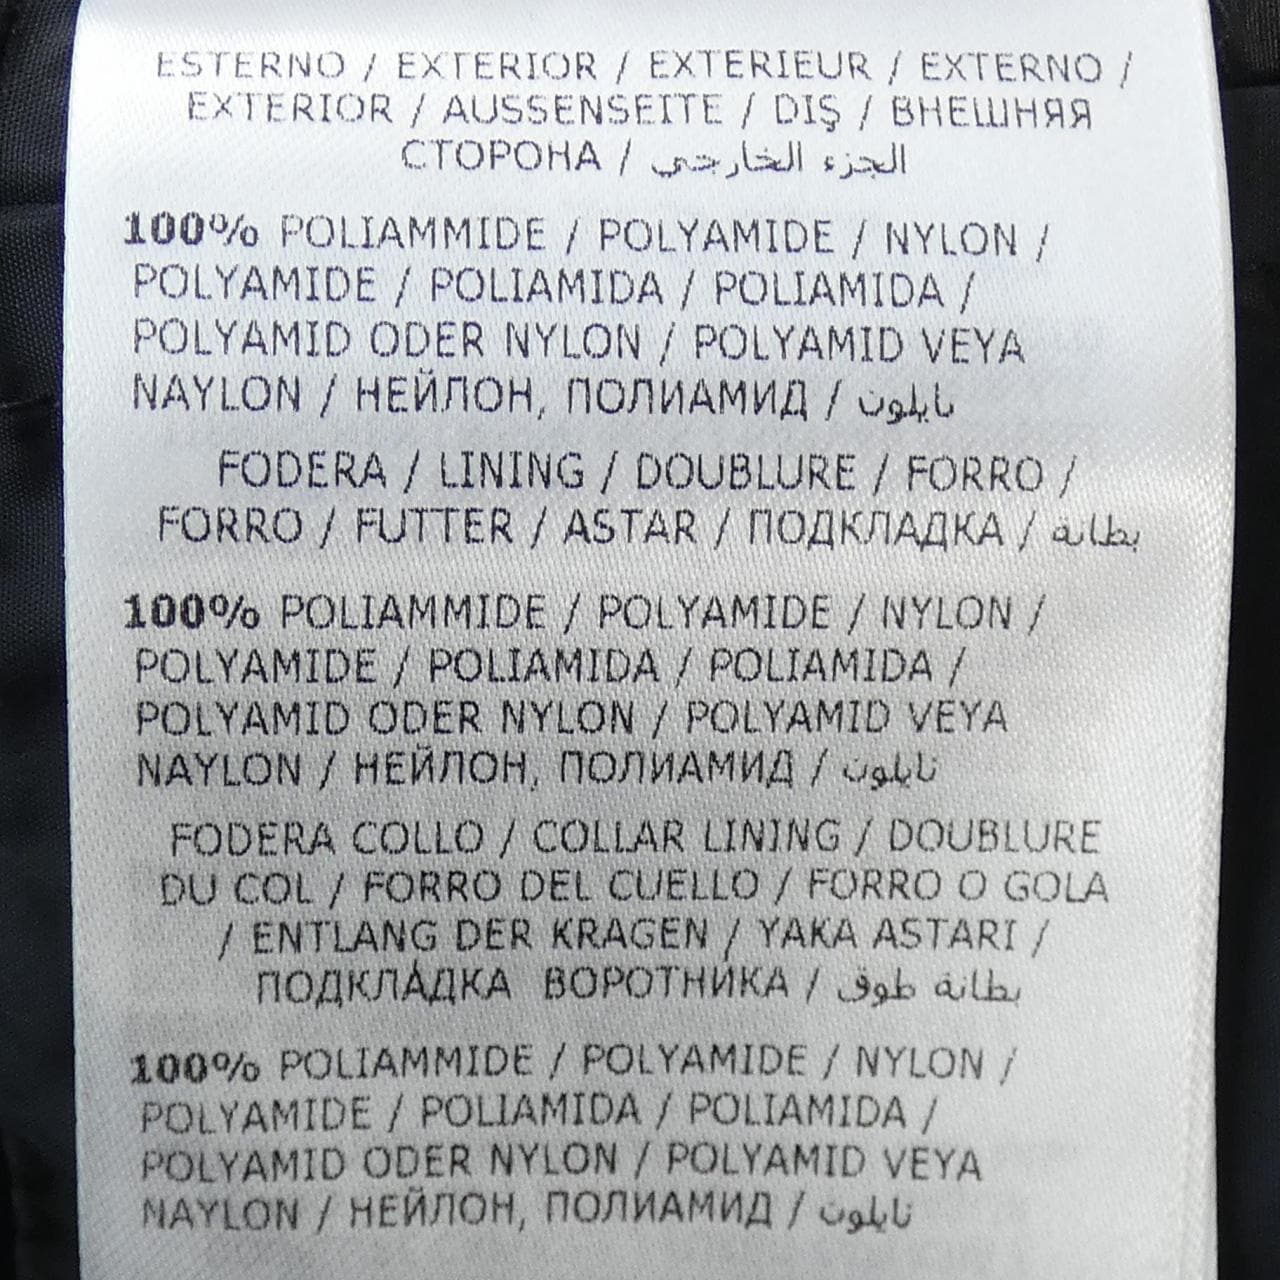 ESTERNO / EXTERIOR / EXTERIEUR / EXTERNO /
EXTERIOR / AUSSENSEITE / DIŞ / ВНЕШНЯЯ
СТОРОНА / الجزء الخارجي
100% POLIAMMIDE / POLYAMIDE / NYLON /
POLYAMIDE / POLIAMIDA / POLIAMIDA /
POLYAMID ODER NYLON / POLYAMID VEYA
NAYLON / НЕЙЛОН, ПОЛИАМИД / نايلون
FODERA / LINING / DOUBLURE / FORRO /
FORRO / FUTTER / ASTAR / ПОДКЛАДКА / بطانة
100% POLIAMMIDE / POLYAMIDE / NYLON /
POLYAMIDE / POLIAMIDA / POLIAMIDA /
POLYAMID ODER NYLON / POLYAMID VEYA
NAYLON / НЕЙЛОН, ПОЛИАМИД / نايلون
FODERA COLLO / COLLAR LINING / DOUBLURE
DU COL / FORRO DEL CUELLO / FORRO O GOLA
/ ENTLANG DER KRAGEN / YAKA ASTARI /
ПОДКЛА́ДКА ВОРОТНИ́КА / بطانة طوق
100% POLIAMMIDE / POLYAMIDE / NYLON /
POLYAMIDE / POLIAMIDA / POLIAMIDA /
POLYAMID ODER NYLON / POLYAMID VEYA
NAYLON / НЕЙЛОН, ПОЛИАМИД / نايلون